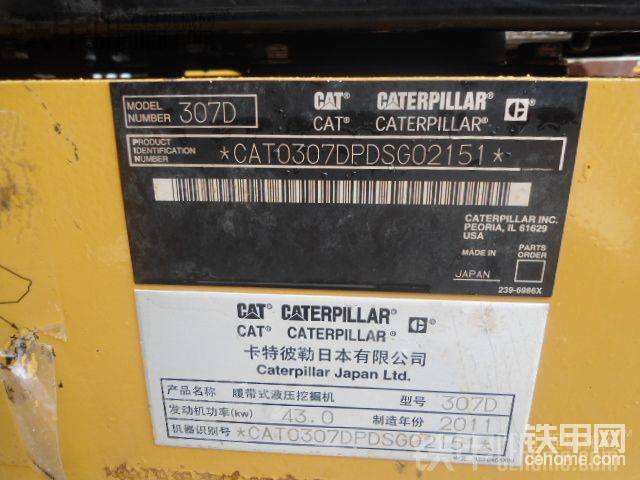 MODEL NUMBER 307D
CAT CATERPILLAR C
CAT CATERPILLAR
PRODUCT IDENTIFICATION NUMBER *CAT0307DPDSG02151*
CATERPILLAR INC.
PEORIA, IL 61629
USA
MADE IN
JAPAN
PARTS ORDER
239-6986X
CAT CATERPILLAR C
CAT CATERPILLAR
卡特彼勒日本有限公司
Caterpillar Japan Ltd.
产品名称 履带式液压挖掘机 型号 307D
发动机功率(kw) 43.0 制造年份 2011
机器识别号 *CAT0307DPDSG02151*
铁甲网
cehome.com